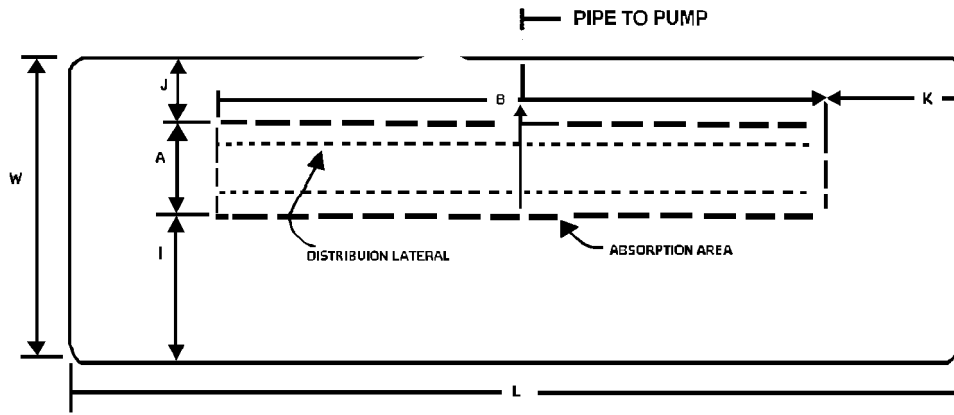 PIPE TO PUMP
J
B
K
A
W
DISTRIBUION LATERAL
ABSORPTION AREA
I
L